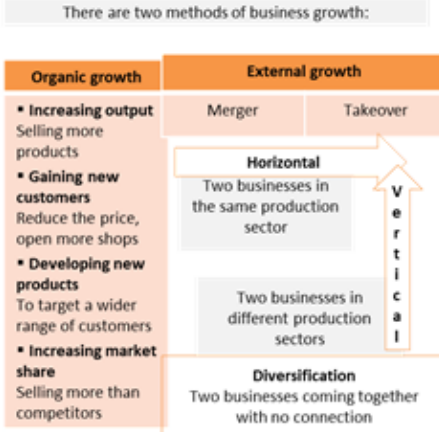 There are two methods of business growth:
Organic growth
▪ Increasing output
Selling more
products
▪ Gaining new
customers
Reduce the price,
open more shops
▪ Developing new
products
To target a wider
range of customers
▪ Increasing market
share
Selling more than
competitors
External growth
Merger
Takeover
Horizontal
Two businesses in
the same production
sector
Vertical
Two businesses in
different production
sectors
Diversification
Two businesses coming together
with no connection